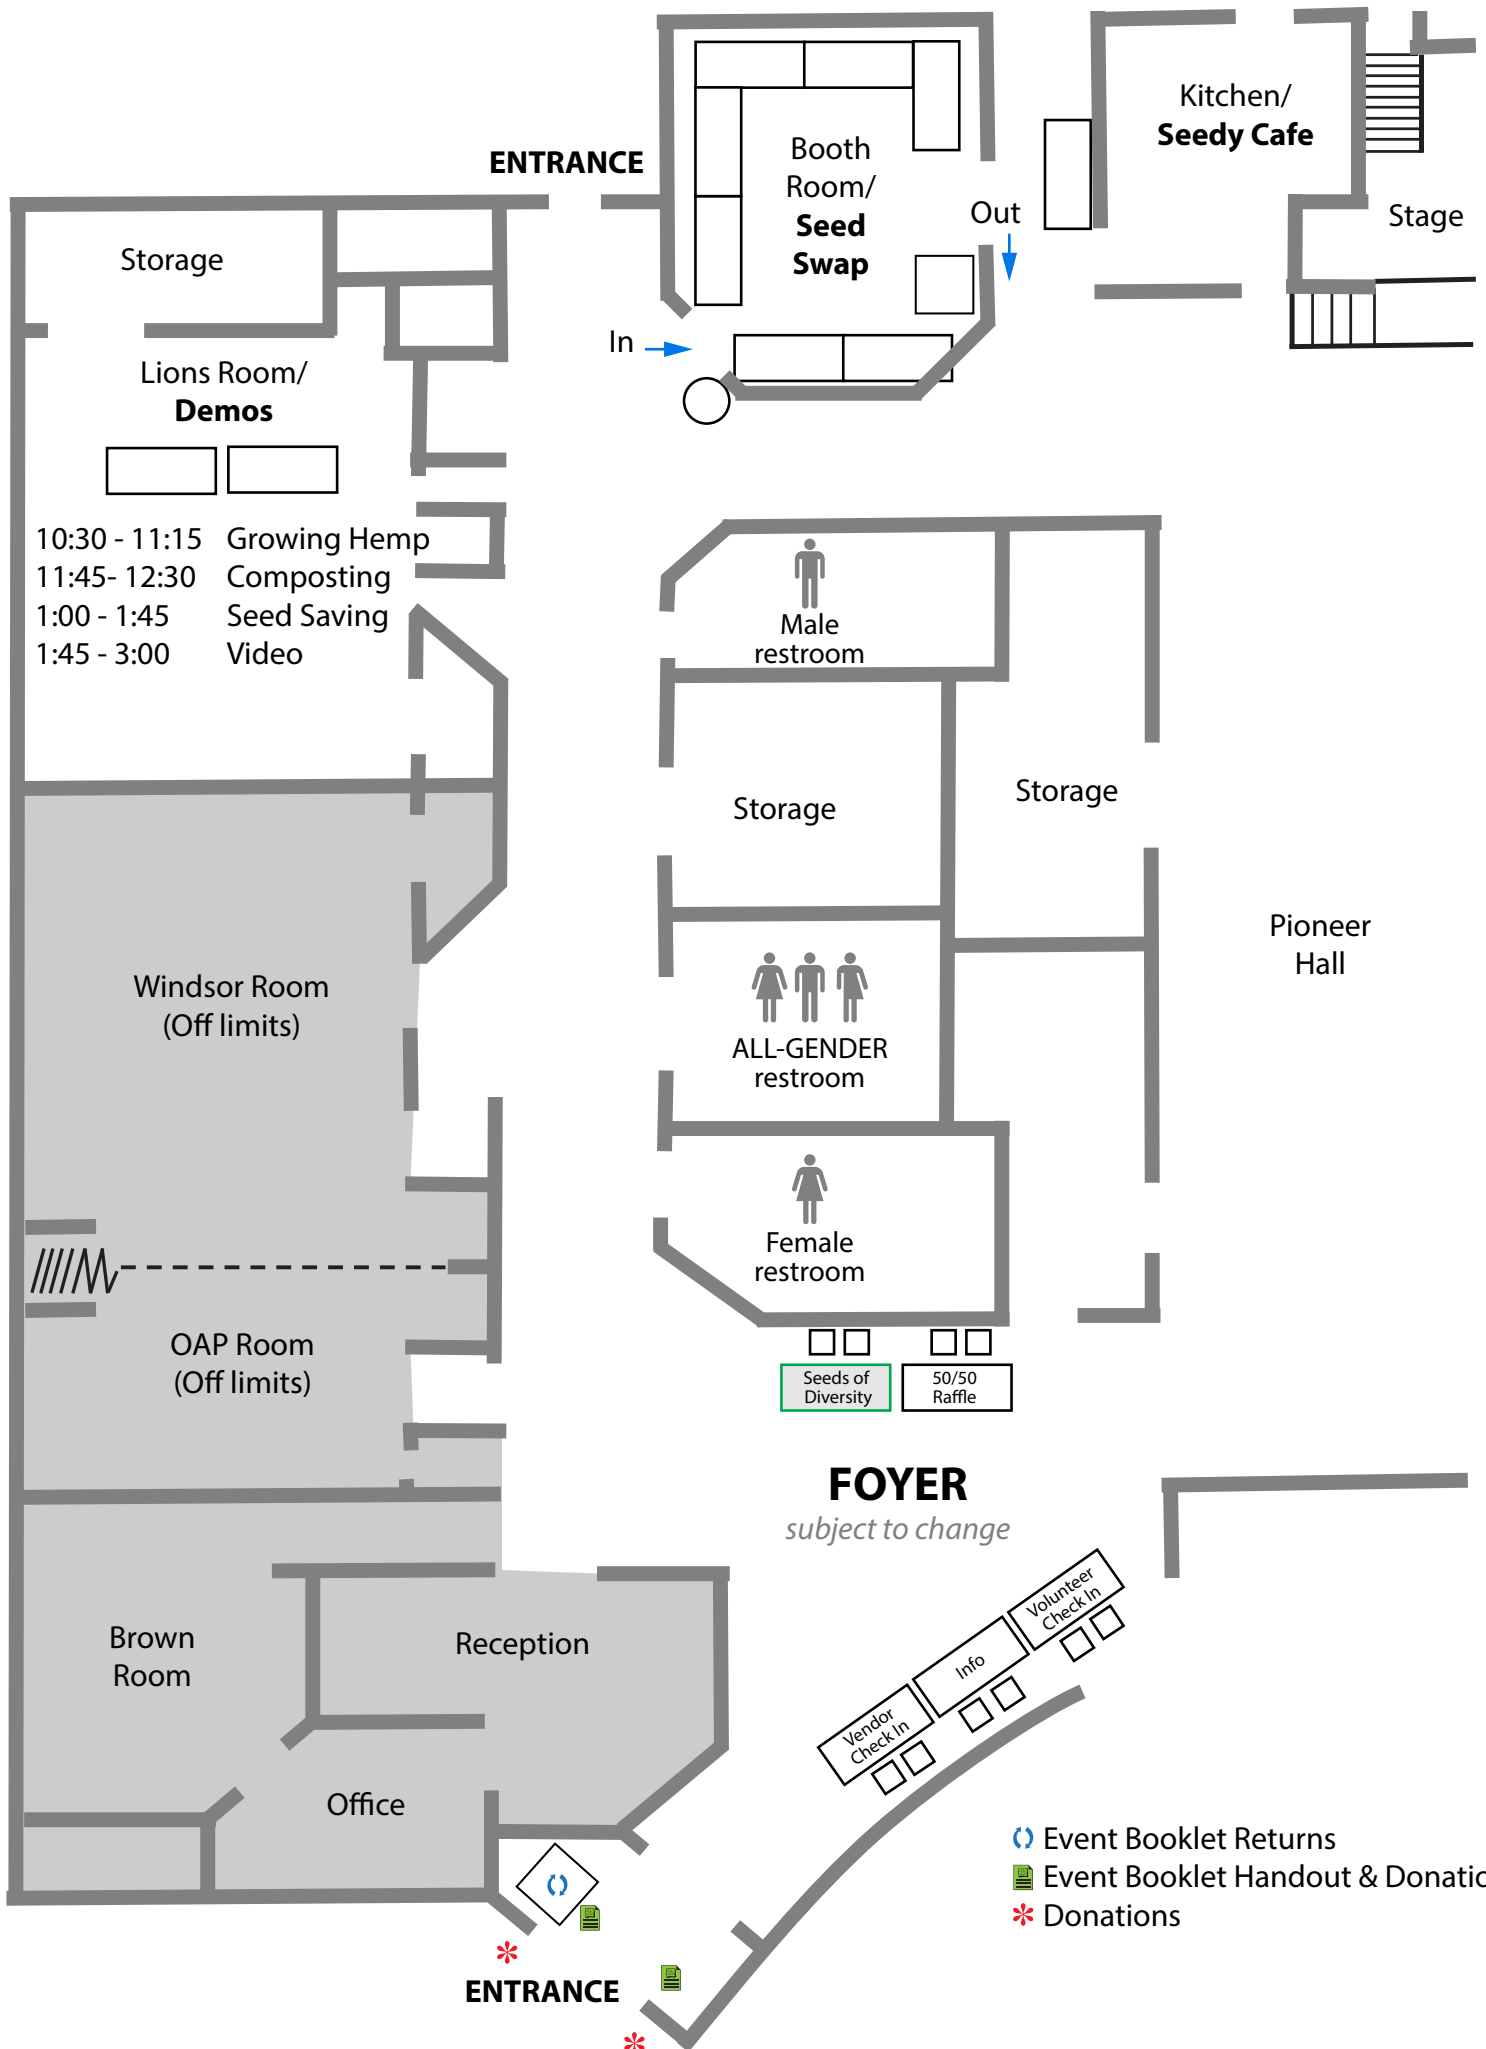 Kitchen/
Seedy Cafe
ENTRANCE
Booth
Room/
Seed
Swap
Out
Stage
Storage
In
Lions Room/
Demos
10:30 - 11:15 Growing Hemp
11:45- 12:30 Composting
1:00 - 1:45 Seed Saving
1:45 - 3:00 Video
Male
restroom
Storage
Storage
Pioneer
Hall
Windsor Room
(Off limits)
ALL-GENDER
restroom
Female
restroom
OAP Room
(Off limits)
Seeds of
Diversity
50/50
Raffle
FOYER
subject to change
Volunteer
Check In
Info
Vendor
Check In
Brown
Room
Reception
Office
Event Booklet Returns
Event Booklet Handout & Donatio
Donations
ENTRANCE